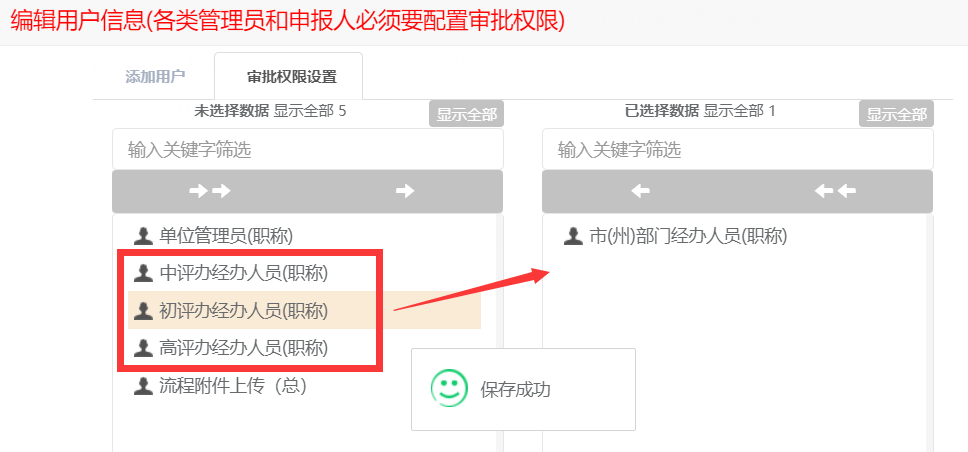 编辑用户信息(各类管理员和申报人必须要配置审批权限)
添加用户 审批权限设置
未选择数据 显示全部 5 显示全部
已选择数据 显示全部 1 显示全部
输入关键字筛选
输入关键字筛选
单位管理员(职称)
市(州)部门经办人员(职称)
中评办经办人员(职称)
初评办经办人员(职称)
高评办经办人员(职称)
流程附件上传（总）
保存成功